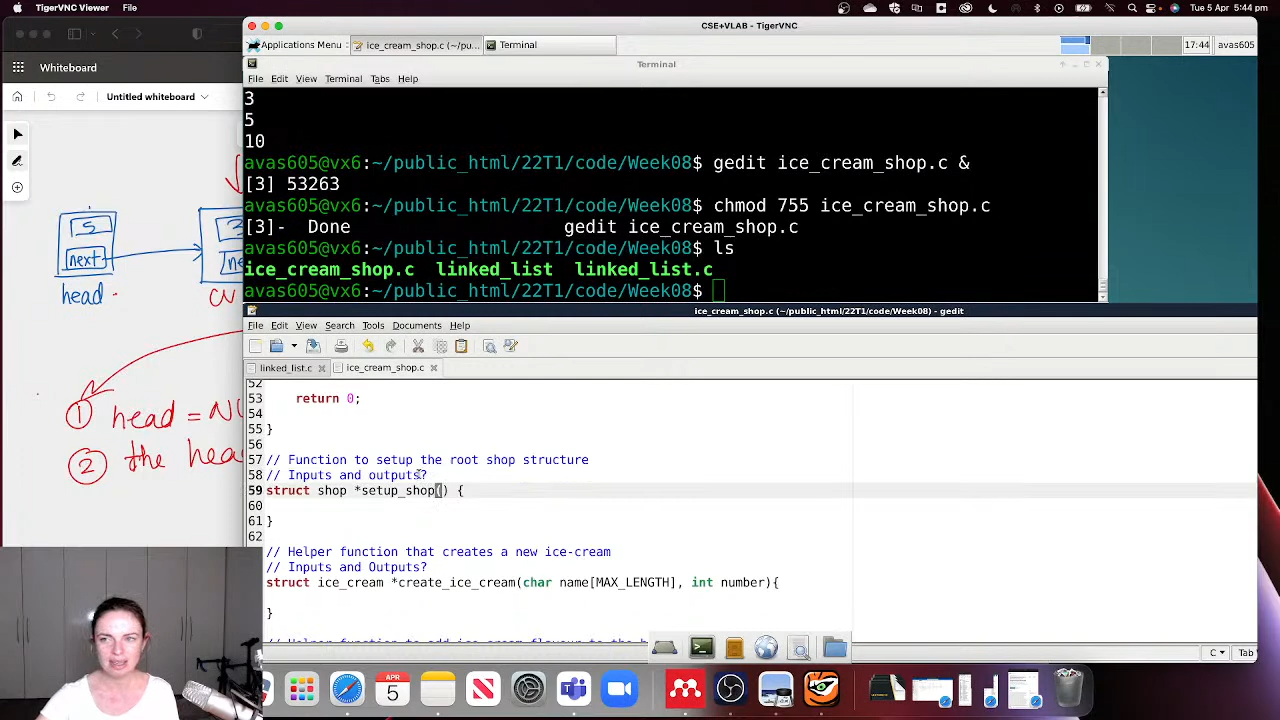 TigerVNC Viewer File
Tue 5 Apr 5:44 pm
CSE+VLAB - TigerVNC
Whiteboard
Untitled whiteboard
5
next
head
① head = N
② the hea
Applications Menu ice_cream_shop.c (~/pu... Terminal 17:44 avas605
Terminal
File Edit View Terminal Tabs Help
3
5
10
avas605@vx6:~/public_html/22T1/code/Week08$ gedit ice_cream_shop.c &
[3] 53263
avas605@vx6:~/public_html/22T1/code/Week08$ chmod 755 ice_cream_shop.c
[3]- Done gedit ice_cream_shop.c
avas605@vx6:~/public_html/22T1/code/Week08$ ls
ice_cream_shop.c linked_list linked_list.c
avas605@vx6:~/public_html/22T1/code/Week08$
ice_cream_shop.c (~/public_html/22T1/code/Week08) - gedit
File Edit View Search Tools Documents Help
linked_list.c ice_cream_shop.c
52
53 return 0;
54
55 }
56
57 // Function to setup the root shop structure
58 // Inputs and outputs?
59 struct shop *setup_shop() {
60
61 }
62
// Helper function that creates a new ice-cream
// Inputs and Outputs?
struct ice_cream *create_ice_cream(char name[MAX_LENGTH], int number){
}
C Tab
APR
5